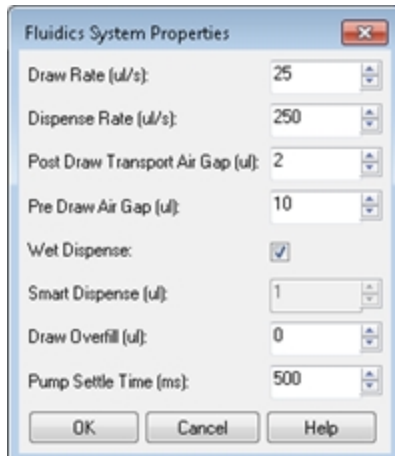 Fluidics System Properties
Draw Rate (ul/s): 25
Dispense Rate (ul/s): 250
Post Draw Transport Air Gap (ul): 2
Pre Draw Air Gap (ul): 10
Wet Dispense:
Smart Dispense (ul): 1
Draw Overfill (ul): 0
Pump Settle Time (ms): 500
OK Cancel Help